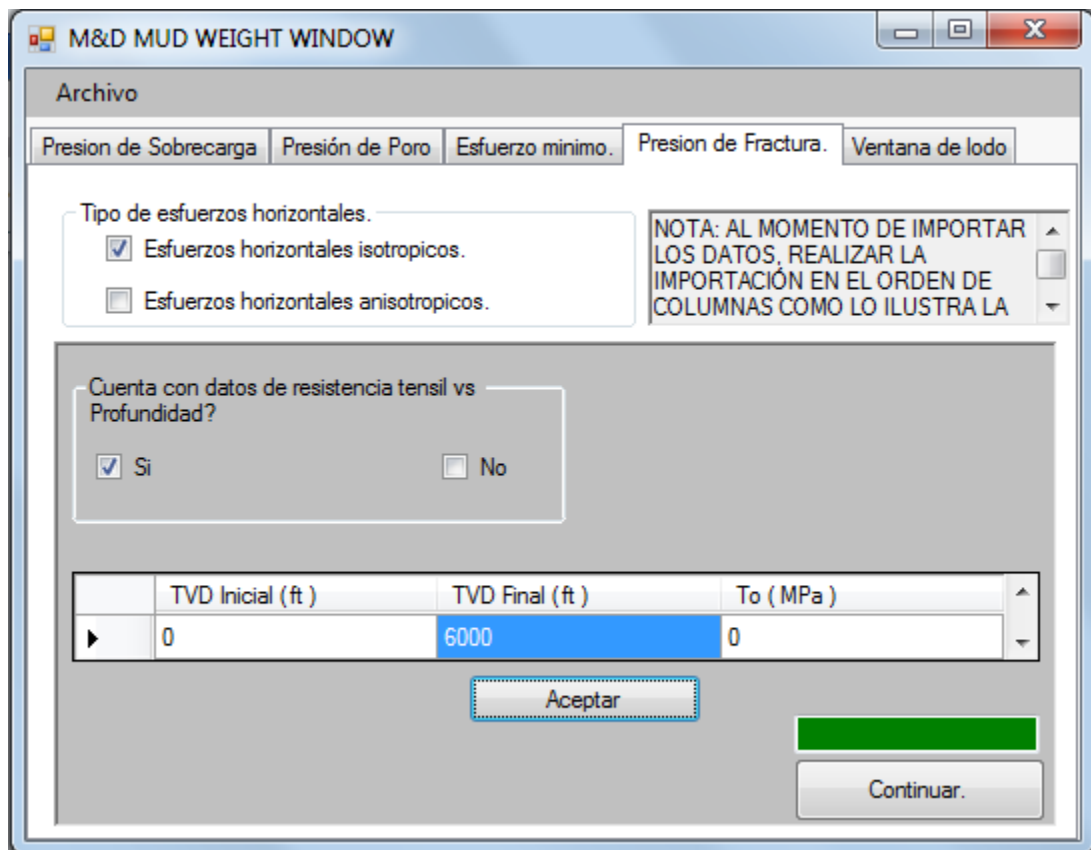 M&D MUD WEIGHT WINDOW
Archivo
Presion de Sobrecarga Presión de Poro Esfuerzo minimo. Presion de Fractura. Ventana de lodo
Tipo de esfuerzos horizontales.
Esfuerzos horizontales isotropicos.
Esfuerzos horizontales anisotropicos.
NOTA: AL MOMENTO DE IMPORTAR
LOS DATOS, REALIZAR LA
IMPORTACIÓN EN EL ORDEN DE
COLUMNAS COMO LO ILUSTRA LA
Cuenta con datos de resistencia tensil vs
Profundidad?
Si No
TVD Inicial ( ft ) TVD Final ( ft ) To ( MPa )
0 6000 0
Aceptar
Continuar.